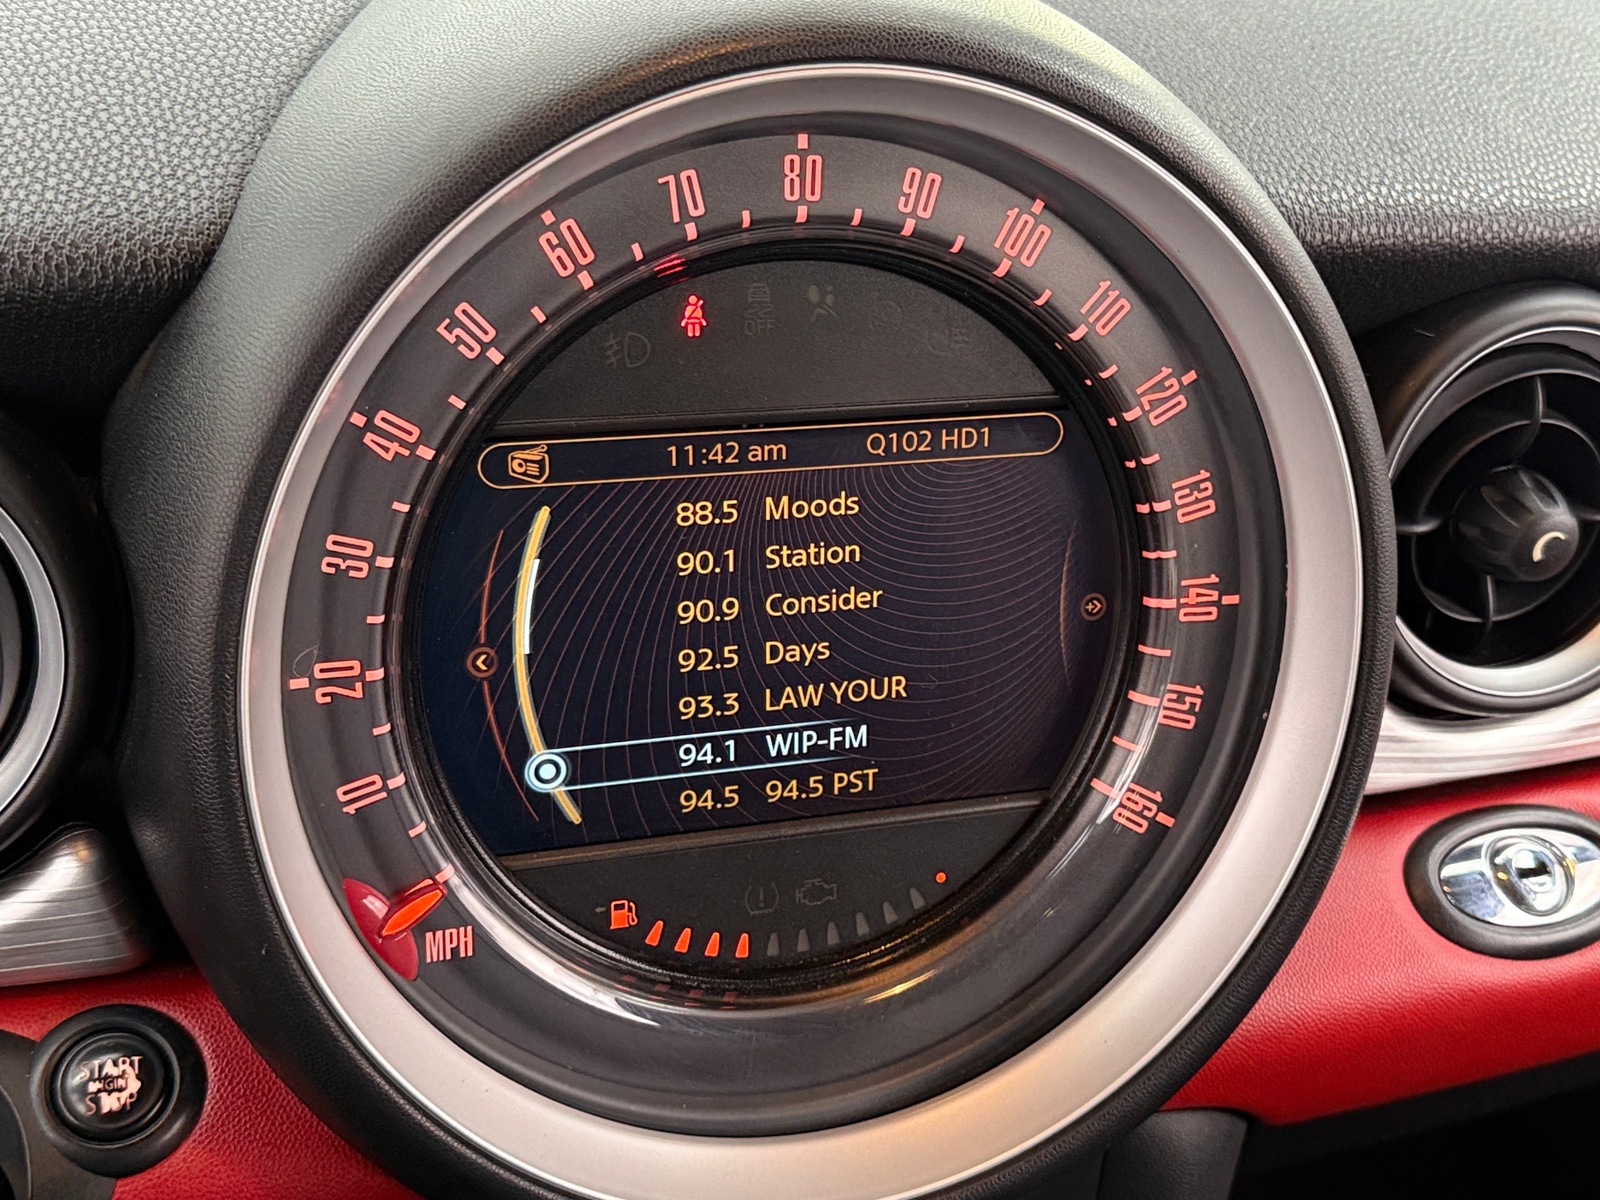 80
70
90
60
100
50
110
OFF
40
120
11:42 am Q102 HD1
88.5 Moods
130
90.1 Station
30
90.9 Consider
140
92.5 Days
20
93.3 LAW YOUR
150
94.1 WIP-FM
94.5 94.5 PST
10
160
MPH
START
ENGINE
STOP